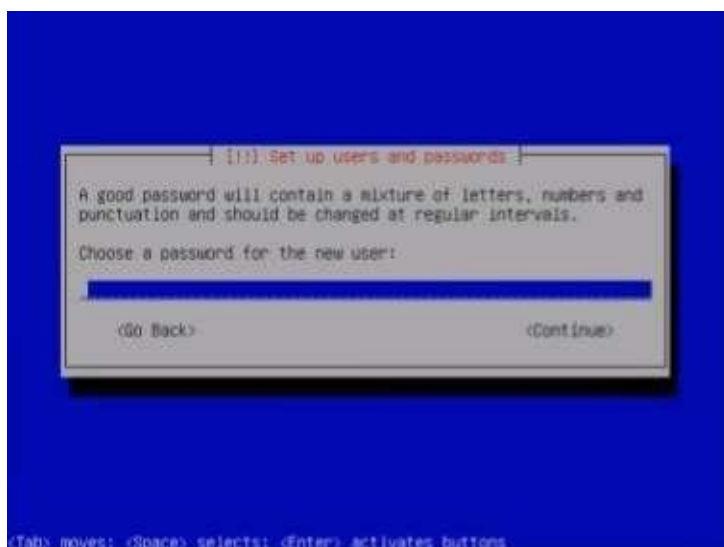 [!!] Set up users and passwords
A good password will contain a mixture of letters, numbers and
punctuation and should be changed at regular intervals.
Choose a password for the new user:
<Go Back> <Continue>
<Tab> moves; <Space> selects; <Enter> activates buttons